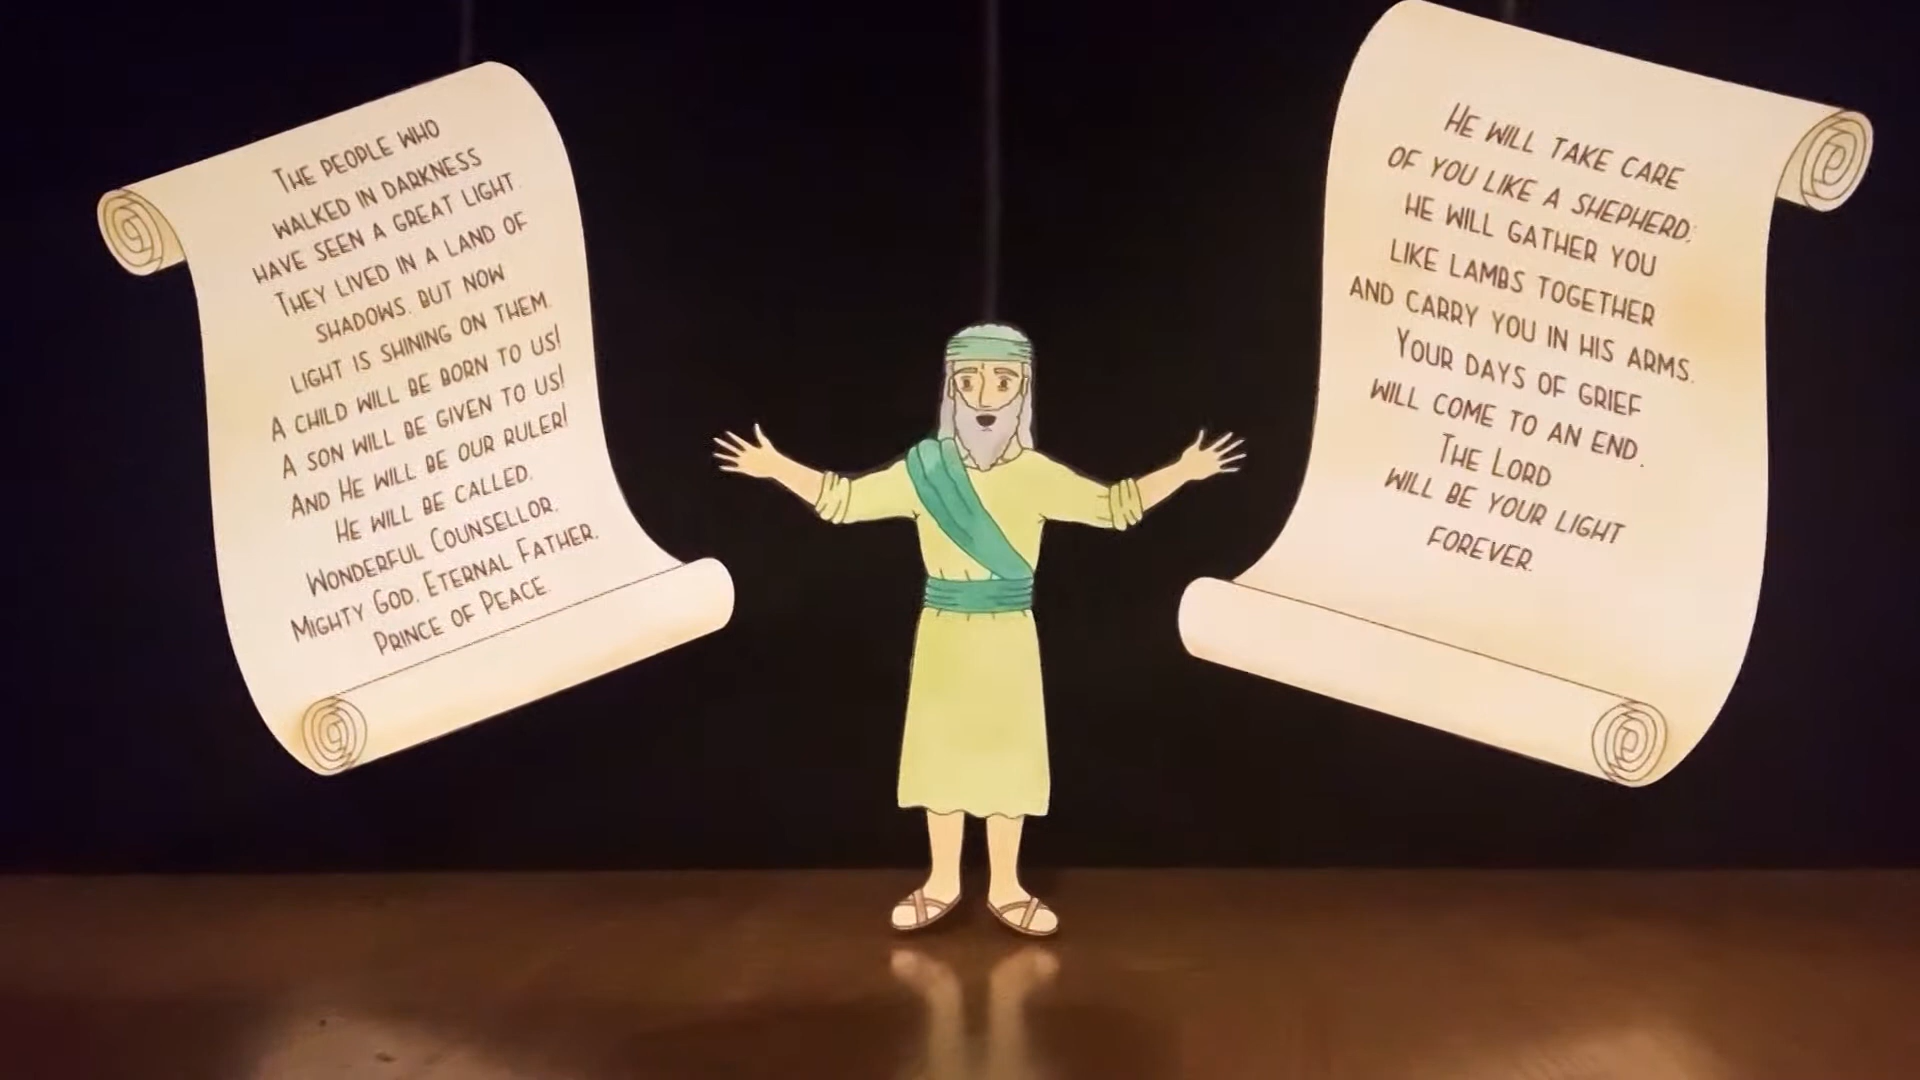 The people who
walked in darkness
have seen a great light.
They lived in a land of
shadows, but now
light is shining on them.
A child will be born to us!
A son will be given to us!
And He will be our ruler!
He will be called,
Wonderful Counsellor,
Mighty God, Eternal Father,
Prince of Peace.
He will take care
of you like a shepherd;
He will gather you
like lambs together
and carry you in his arms.
Your days of grief
will come to an end.
The Lord
will be your light
forever.